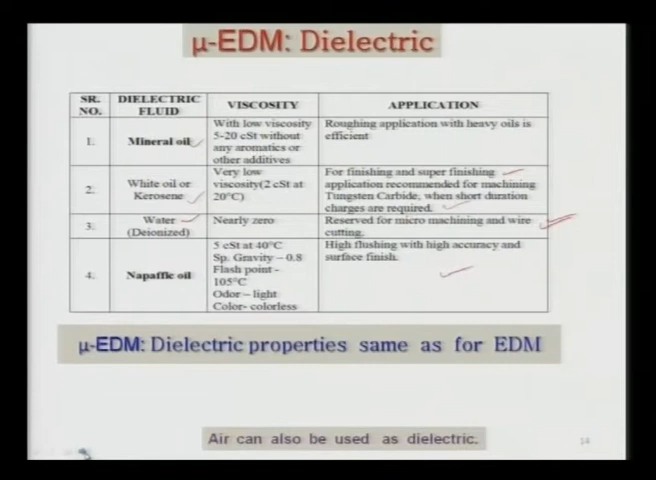 μ-EDM: Dielectric
SR. NO. DIELECTRIC FLUID VISCOSITY APPLICATION
1. Mineral oil With low viscosity 5-20 cSt without any aromatics or other additives Roughing application with heavy oils is efficient
2. White oil or Kerosene Very low viscosity(2 cSt at 20°C) For finishing and super finishing application recommended for machining Tungsten Carbide, when short duration charges are required.
3. Water (Deionized) Nearly zero Reserved for micro machining and wire cutting.
4. Napaffic oil 5 cSt at 40°C Sp. Gravity – 0.8 Flash point - 105°C Odor – light Color- colorless High flushing with high accuracy and surface finish.
μ-EDM: Dielectric properties same as for EDM
Air can also be used as dielectric.
14